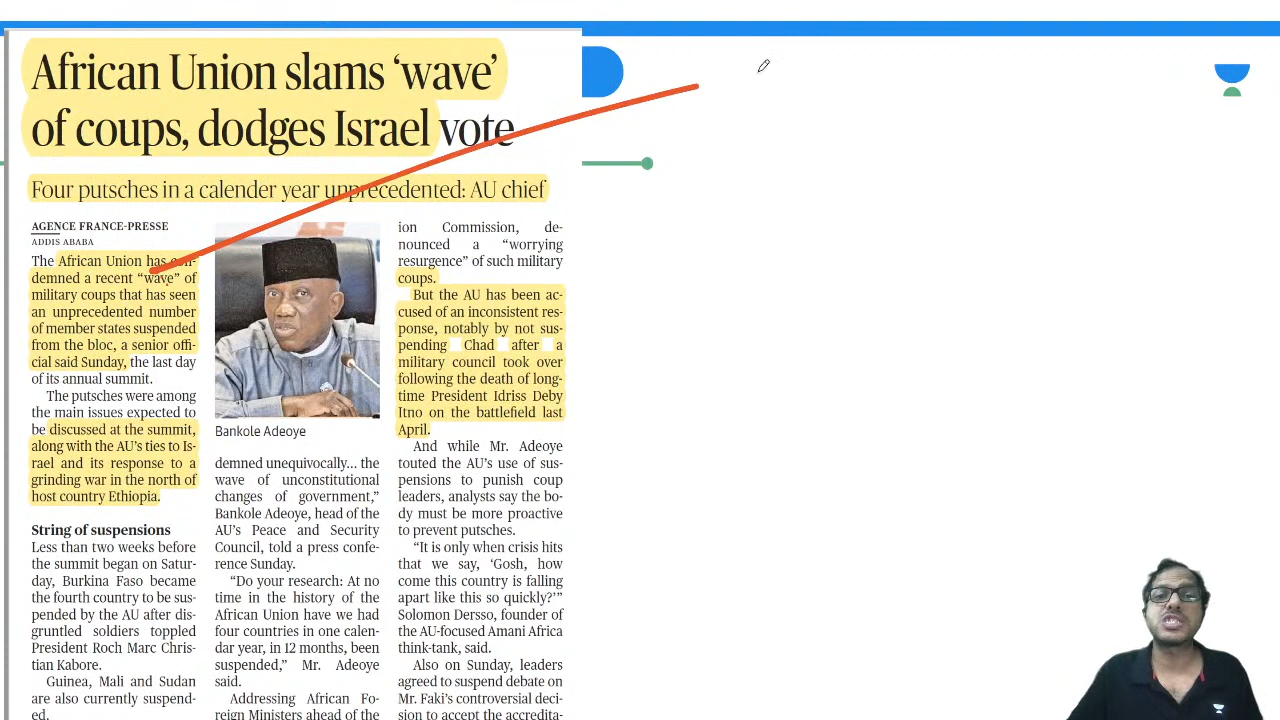 African Union slams ‘wave’
of coups, dodges Israel vote
Four putsches in a calender year unprecedented: AU chief
AGENCE FRANCE-PRESSE
ADDIS ABABA
The African Union has con-
demned a recent “wave” of
military coups that has seen
an unprecedented number
of member states suspended
from the bloc, a senior offi-
cial said Sunday, the last day
of its annual summit.
The putsches were among
the main issues expected to
be discussed at the summit,
along with the AU’s ties to Is-
rael and its response to a
grinding war in the north of
host country Ethiopia.
String of suspensions
Less than two weeks before
the summit began on Satur-
day, Burkina Faso became
the fourth country to be sus-
pended by the AU after dis-
gruntled soldiers toppled
President Roch Marc Chris-
tian Kabore.
Guinea, Mali and Sudan
are also currently suspend-
ed.
Bankole Adeoye
demned unequivocally... the
wave of unconstitutional
changes of government,”
Bankole Adeoye, head of the
AU’s Peace and Security
Council, told a press confe-
rence Sunday.
“Do your research: At no
time in the history of the
African Union have we had
four countries in one calen-
dar year, in 12 months, been
suspended,” Mr. Adeoye
said.
Addressing African Fo-
reign Ministers ahead of the
ion Commission, de-
nounced a “worrying
resurgence” of such military
coups.
But the AU has been ac-
cused of an inconsistent res-
ponse, notably by not sus-
pending Chad after a
military council took over
following the death of long-
time President Idriss Deby
Itno on the battlefield last
April.
And while Mr. Adeoye
touted the AU’s use of sus-
pensions to punish coup
leaders, analysts say the bo-
dy must be more proactive
to prevent putsches.
“It is only when crisis hits
that we say, ‘Gosh, how
come this country is falling
apart like this so quickly?’”
Solomon Dersso, founder of
the AU-focused Amani Africa
think-tank, said.
Also on Sunday, leaders
agreed to suspend debate on
Mr. Faki’s controversial deci-
sion to accept the accredita-